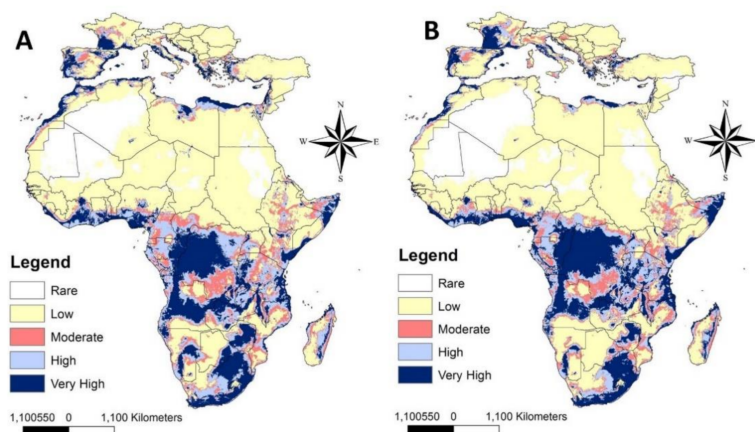 A
N
W E
S
Legend
Rare
Low
Moderate
High
Very High
1,100550 0 1,100 Kilometers
B
N
W E
S
Legend
Rare
Low
Moderate
High
Very High
1,100550 0 1,100 Kilometers